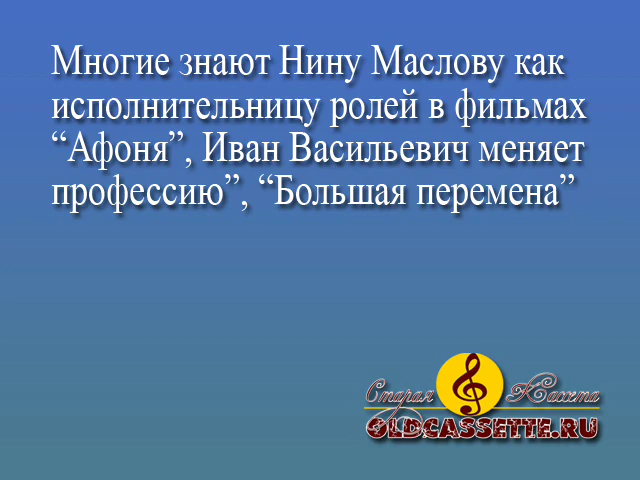 Многие знают Нину Маслову как
исполнительницу ролей в фильмах
“Афоня”, Иван Васильевич меняет
профессию”, “Большая перемена”
Старая Кассета
OLDCASSETTE.RU